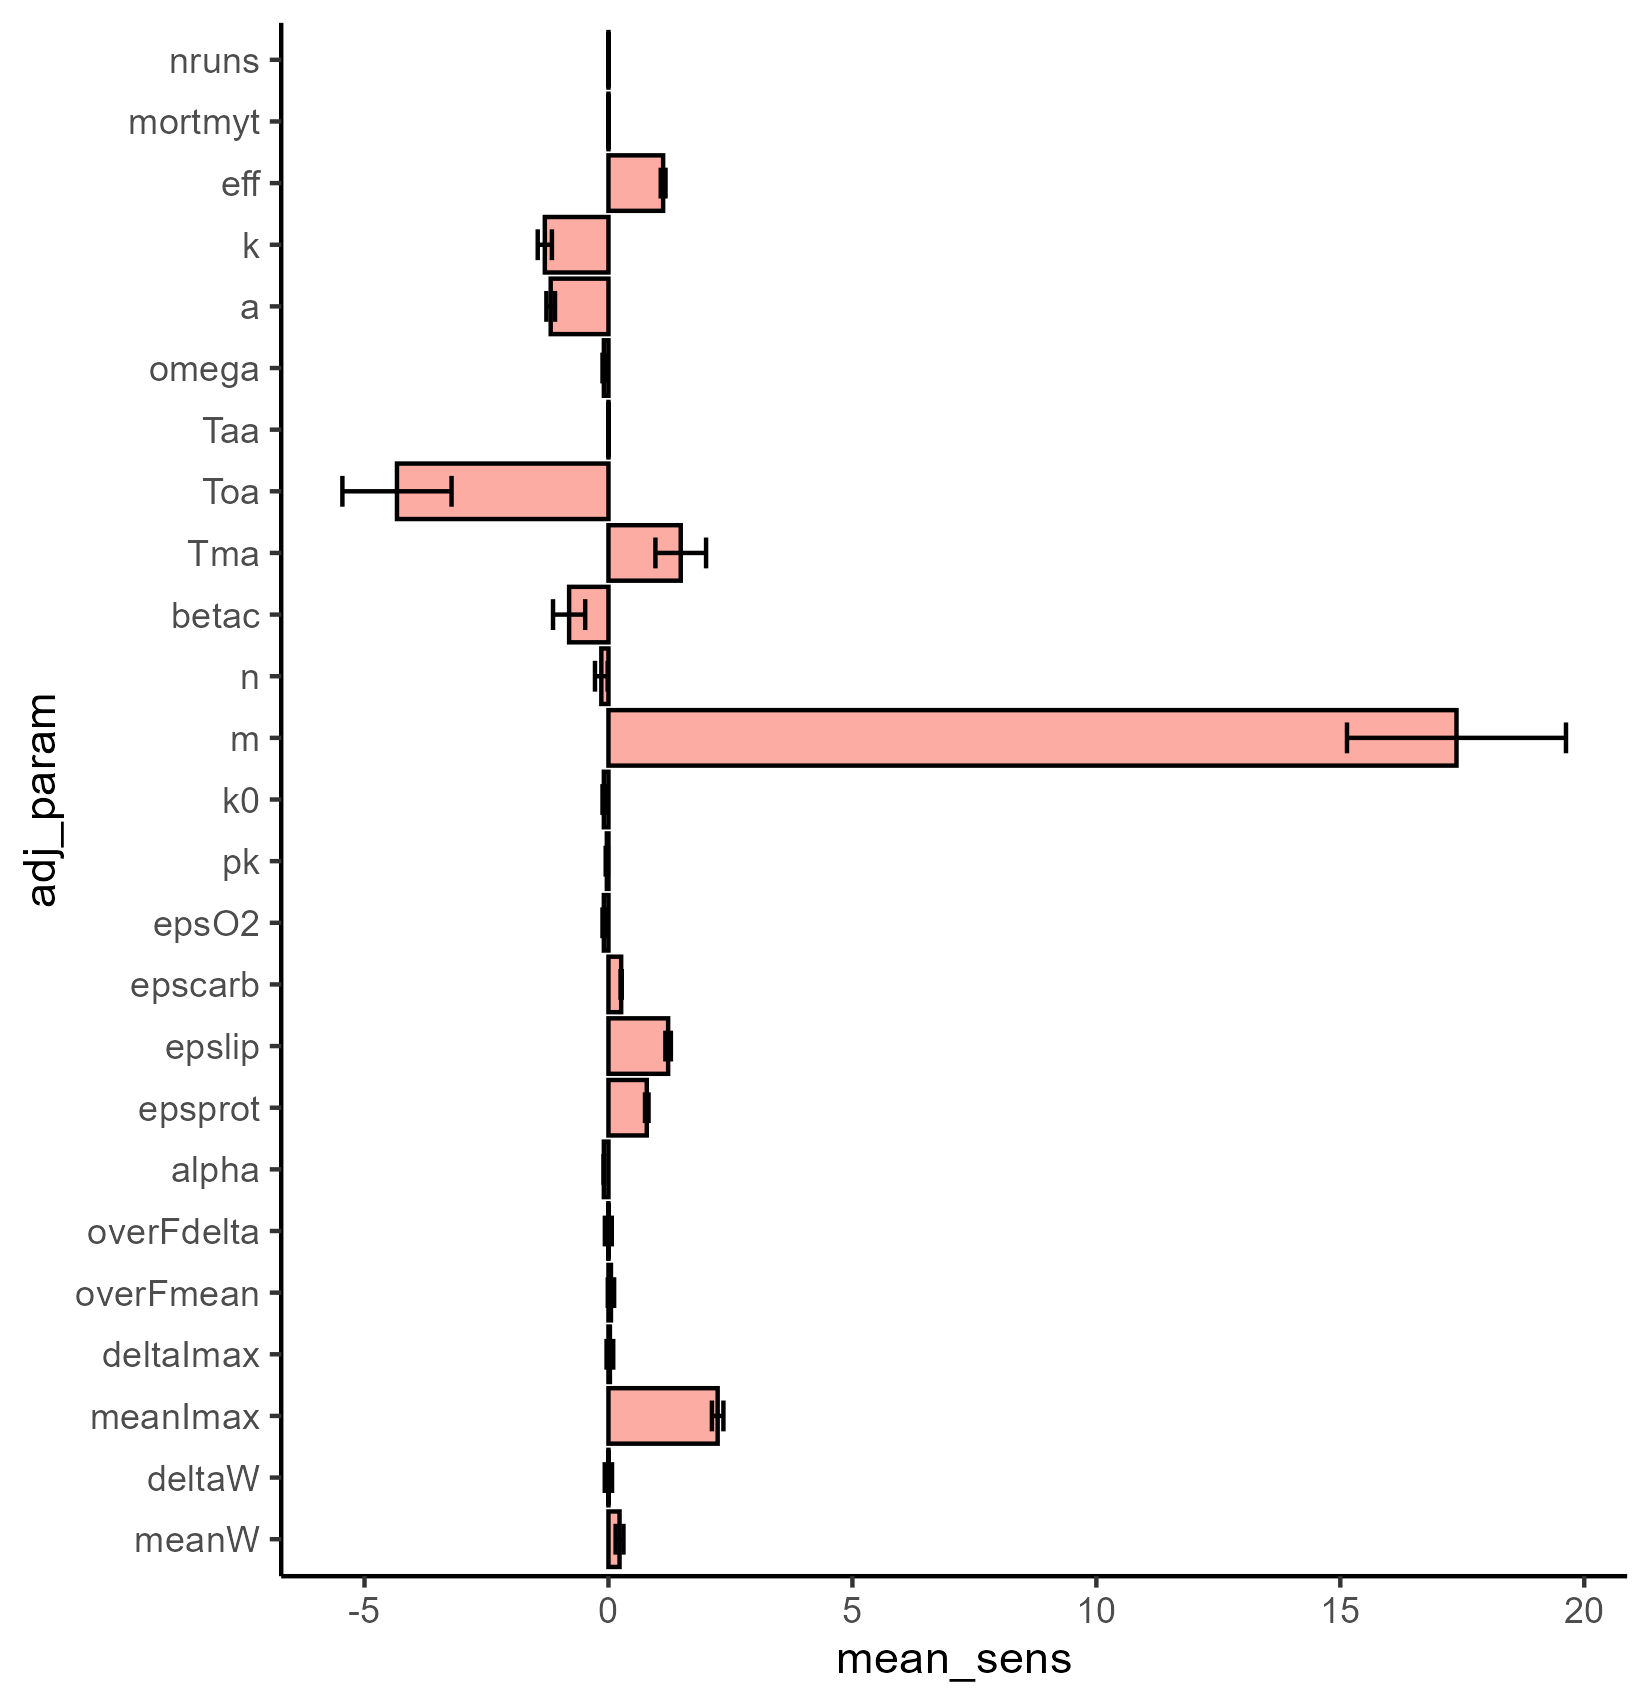 nruns
mortmyt
eff
k
a
omega
Taa
Toa
Tma
betac
n
m
k0
pk
epsO2
epscarb
epslip
epsprot
alpha
overFdelta
overFmean
deltaImax
meanImax
deltaW
meanW
adj_param
-5 0 5 10 15 20
mean_sens